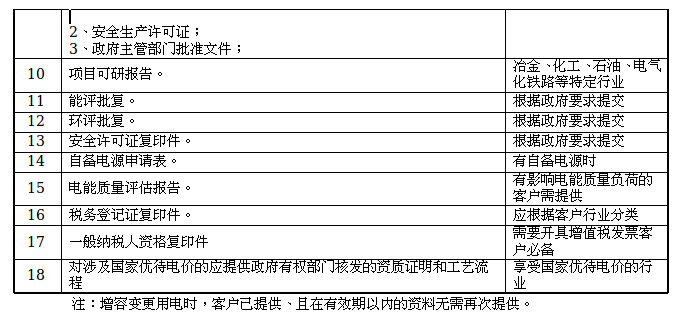 2、安全生产许可证；
3、政府主管部门批准文件；
10 项目可研报告。 冶金、化工、石油、电气
化铁路等特定行业
11 能评批复。 根据政府要求提交
12 环评批复。 根据政府要求提交
13 安全许可证复印件。 根据政府要求提交
14 自备电源申请表。 有自备电源时
15 电能质量评估报告。 有影响电能质量负荷的
客户需提供
16 税务登记证复印件。 应根据客户行业分类
17 一般纳税人资格复印件 需要开具增值税发票客
户必备
18 对涉及国家优待电价的应提供政府有权部门核发的资质证明和工艺流
程 享受国家优待电价的行
业
注：增容变更用电时，客户已提供、且在有效期以内的资料无需再次提供。